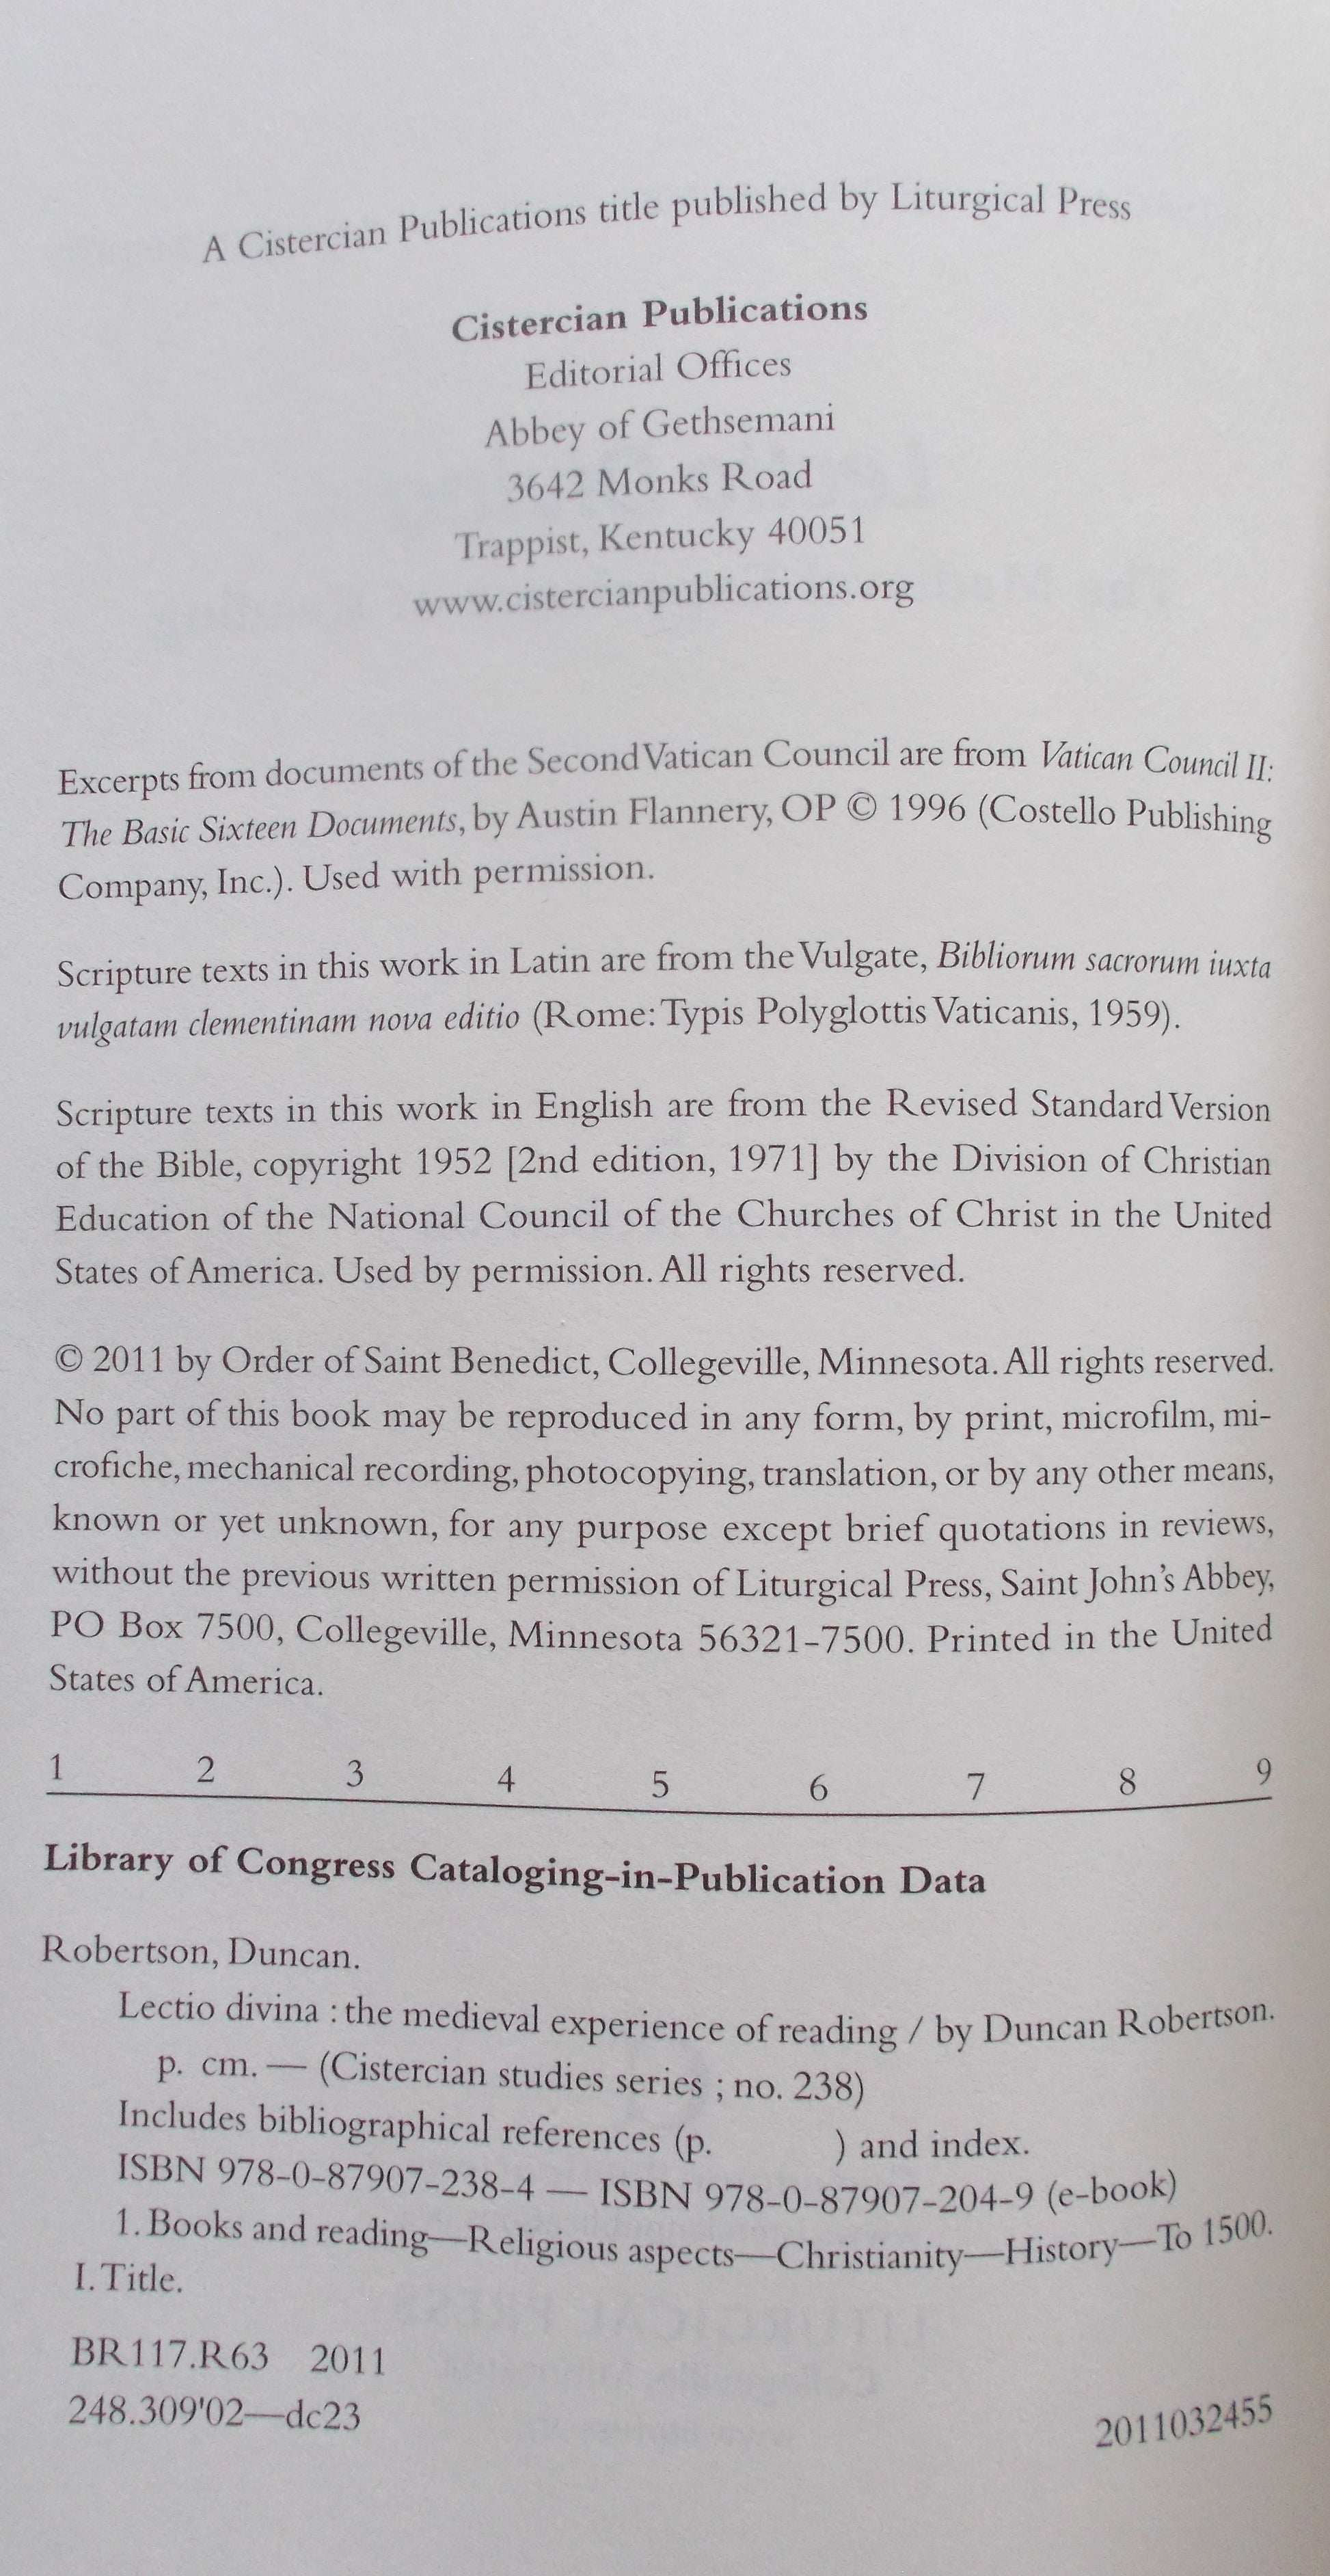 A Cistercian Publications title published by Liturgical Press
Cistercian Publications
Editorial Offices
Abbey of Gethsemani
3642 Monks Road
Trappist, Kentucky 40051
www.cistercianpublications.org
Excerpts from documents of the Second Vatican Council are from Vatican Council II:
The Basic Sixteen Documents, by Austin Flannery, OP © 1996 (Costello Publishing
Company, Inc.). Used with permission.
Scripture texts in this work in Latin are from the Vulgate, Bibliorum sacrorum iuxta
vulgatam clementinam nova editio (Rome: Typis Polyglottis Vaticanis, 1959).
Scripture texts in this work in English are from the Revised Standard Version
of the Bible, copyright 1952 [2nd edition, 1971] by the Division of Christian
Education of the National Council of the Churches of Christ in the United
States of America. Used by permission. All rights reserved.
© 2011 by Order of Saint Benedict, Collegeville, Minnesota. All rights reserved.
No part of this book may be reproduced in any form, by print, microfilm, mi-
crofiche, mechanical recording, photocopying, translation, or by any other means,
known or yet unknown, for any purpose except brief quotations in reviews,
without the previous written permission of Liturgical Press, Saint John's Abbey,
PO Box 7500, Collegeville, Minnesota 56321-7500. Printed in the United
States of America.
1 2 3 4 5 6 7 8 9
Library of Congress Cataloging-in-Publication Data
Robertson, Duncan.
Lectio divina : the medieval experience of reading / by Duncan Robertson.
p. cm. — (Cistercian studies series ; no. 238)
Includes bibliographical references (p. ) and index.
ISBN 978-0-87907-238-4 — ISBN 978-0-87907-204-9 (e-book)
1. Books and reading—Religious aspects—Christianity—History—To 1500.
I. Title.
BR117.R63 2011
248.309'02—dc23
2011032455